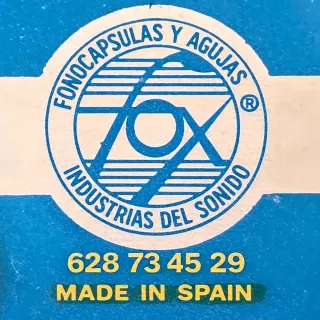 FONOCAPSULAS Y AGUJAS
fox ®
INDUSTRIAS DEL SONIDO
628 73 45 29
MADE IN SPAIN